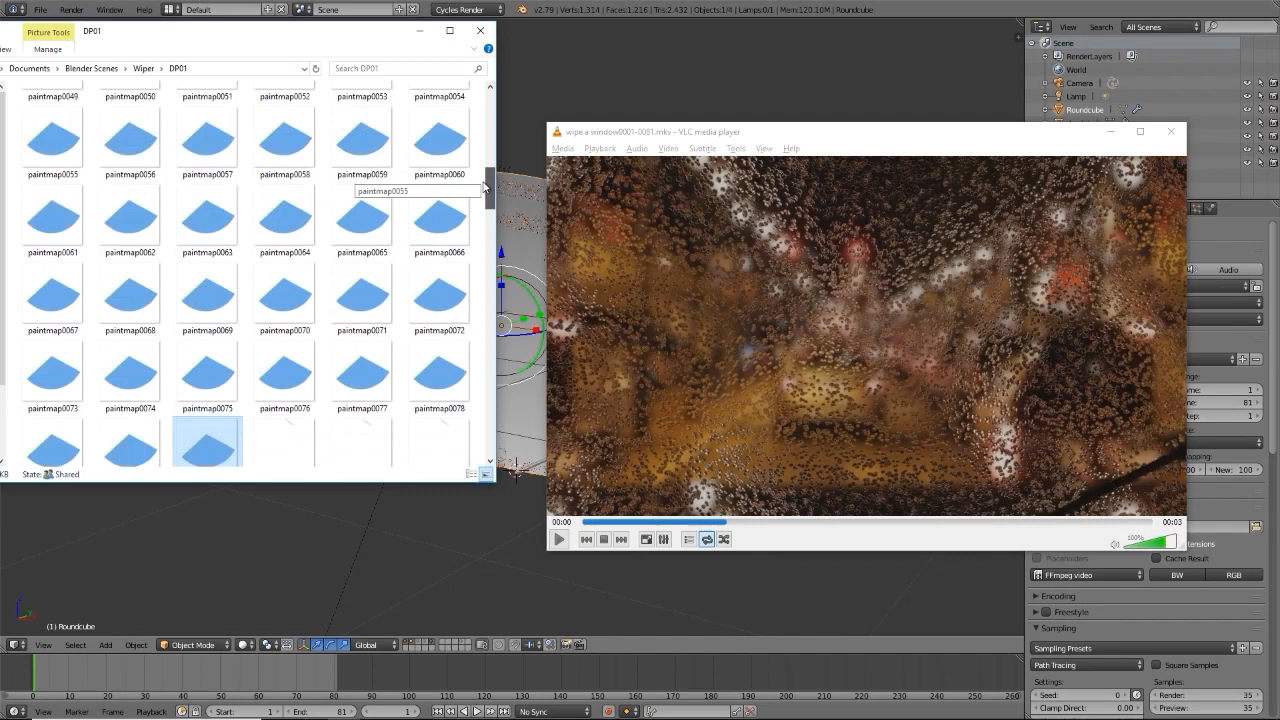 File Render Window Help Default Scene Cycles Render v2.79 | Verts:1,314 | Faces:1,216 | Tris:2,432 | Objects:1/4 | Lamps:0/1 | Mem:120.10M | Roundcube
Picture Tools DP01
Manage
Documents Blender Scenes Wiper DP01 Search DP01
paintmap0049 paintmap0050 paintmap0051 paintmap0052 paintmap0053 paintmap0054
paintmap0055 paintmap0056 paintmap0057 paintmap0058 paintmap0059 paintmap0060
paintmap0055
paintmap0061 paintmap0062 paintmap0063 paintmap0064 paintmap0065 paintmap0066
paintmap0067 paintmap0068 paintmap0069 paintmap0070 paintmap0071 paintmap0072
paintmap0073 paintmap0074 paintmap0075 paintmap0076 paintmap0077 paintmap0078
KB State: Shared
wipe a window0001-0081.mkv - VLC media player
Media Playback Audio Video Subtitle Tools View Help
00:00 00:03
100%
View Search All Scenes
Scene
RenderLayers
World
Camera
Lamp
Roundcube
Audio
1
81
1
New: 100
Cache Result
FFmpeg video BW RGB
Encoding
Freestyle
Sampling
Sampling Presets
Path Tracing Square Samples
Settings: Samples:
Seed: 0 Render: 35
Clamp Direct: 0.00 Preview: 35
(1) Roundcube
View Select Add Object Object Mode Global
0 10 20 30 40 50 60 70 80 90 100 110 120 130 140 150 160 170 180 190 200 210 220 230 240 250 260
View Marker Frame Playback Start: 1 End: 81 1 No Sync